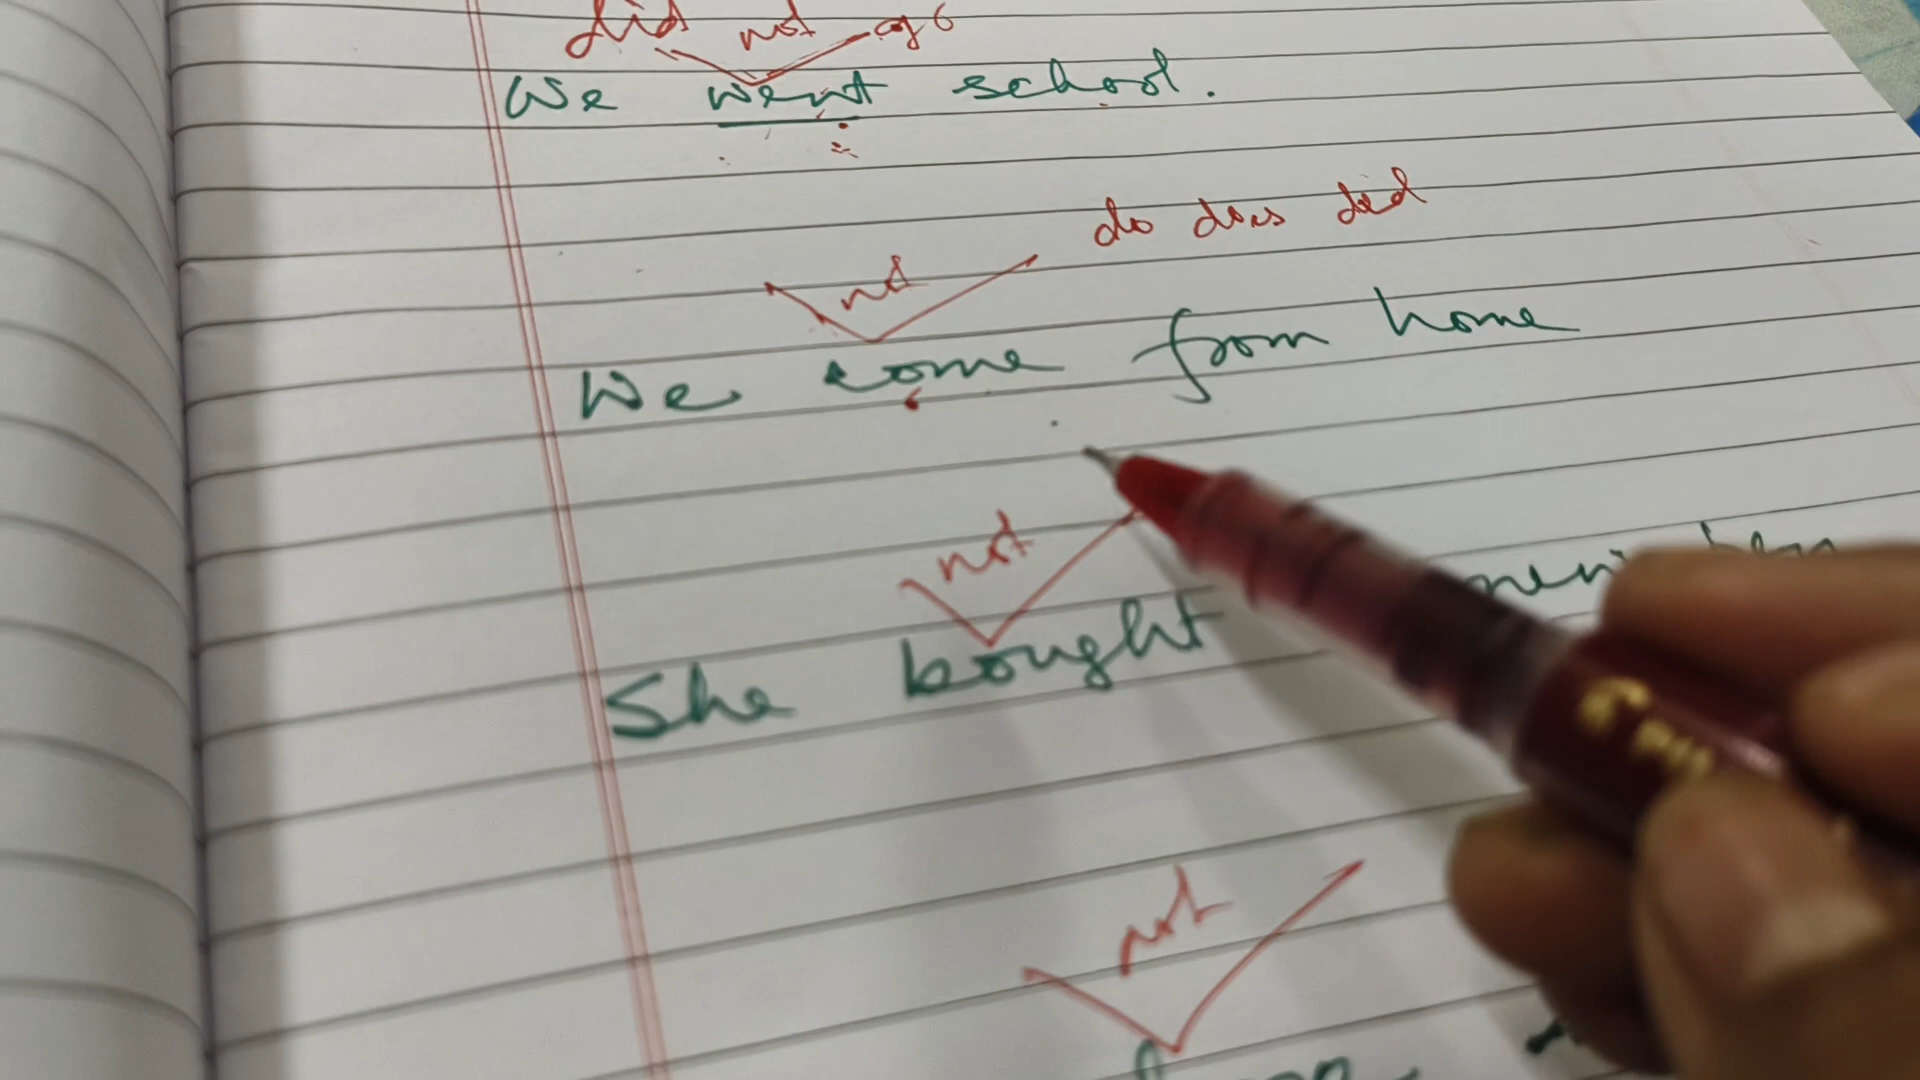 did not go
We went school.
do does did
not
We come from home
not
She bought
not